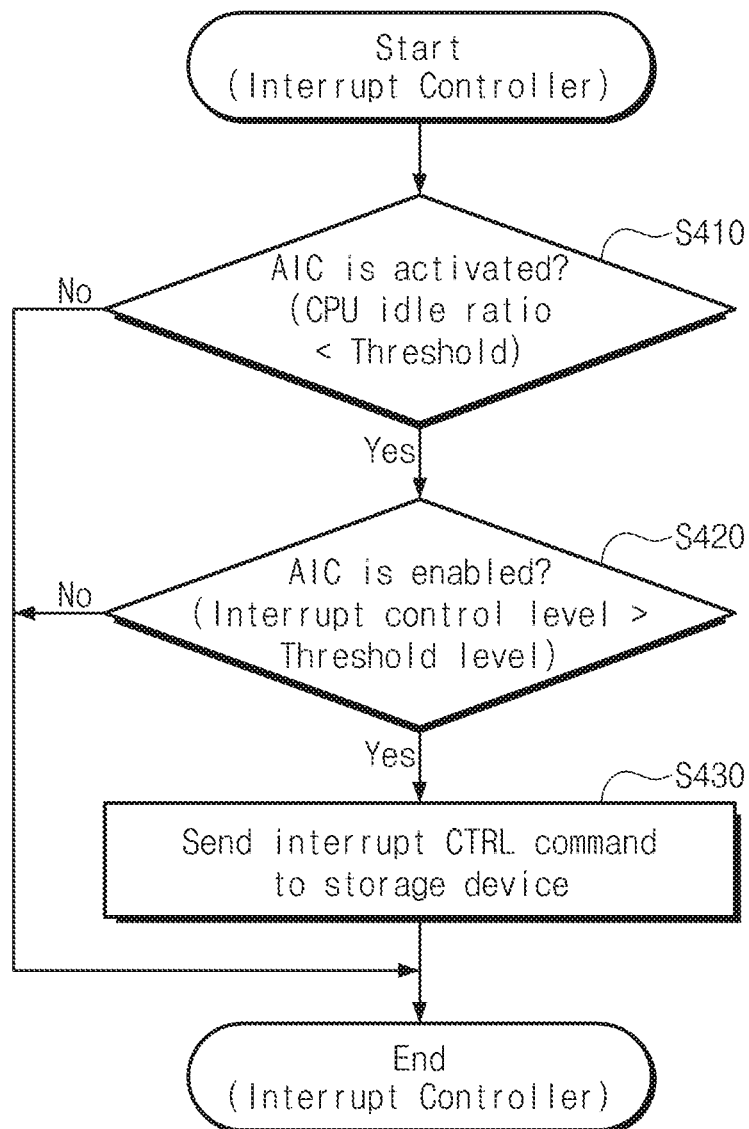 Start
(Interrupt Controller)
S410
AIC is activated?
(CPU idle ratio
< Threshold)
No
Yes
S420
AIC is enabled?
(Interrupt control level >
Threshold level)
No
Yes
S430
Send interrupt CTRL command
to storage device
End
(Interrupt Controller)